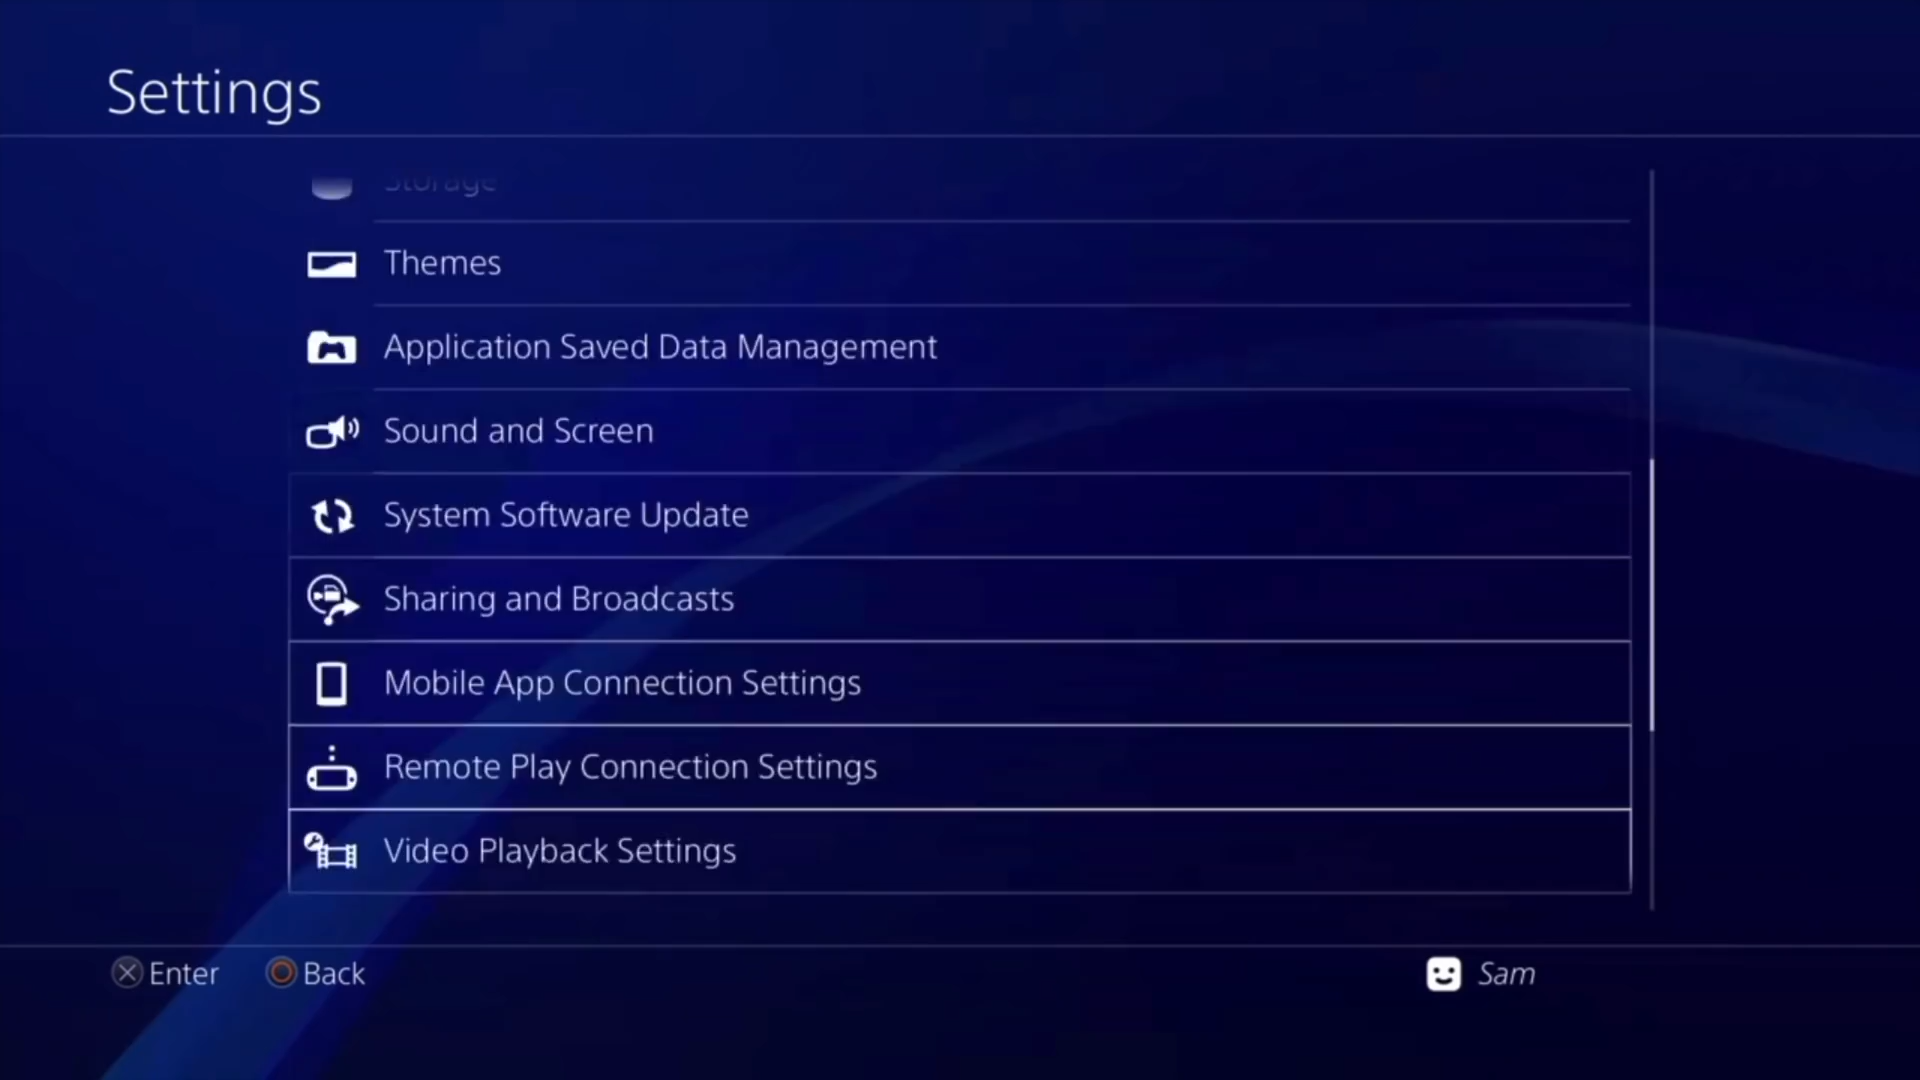 Settings
Storage
Themes
Application Saved Data Management
Sound and Screen
System Software Update
Sharing and Broadcasts
Mobile App Connection Settings
Remote Play Connection Settings
Video Playback Settings
Enter Back Sam